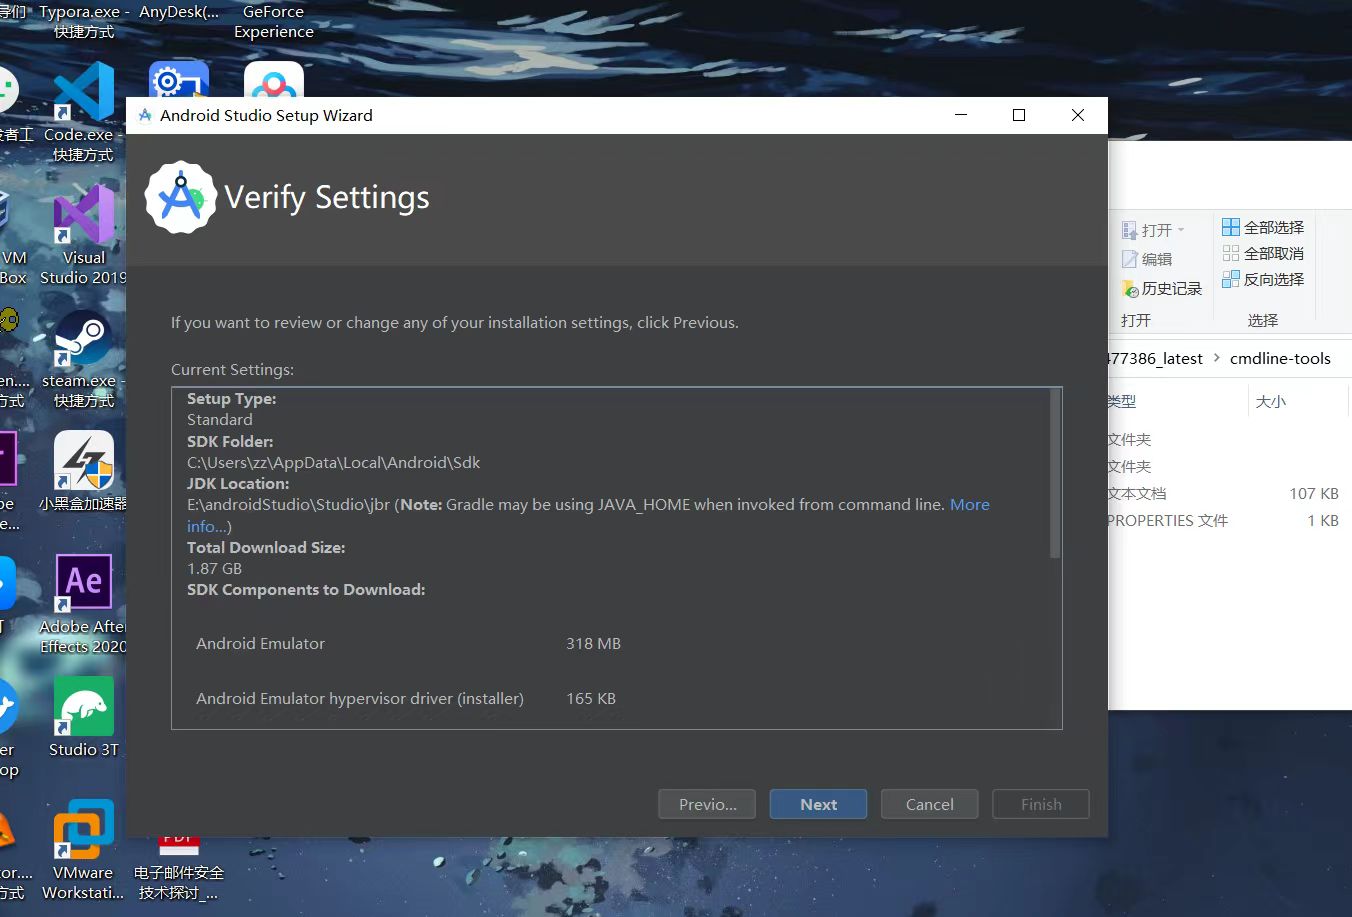 Typora.exe -
快捷方式
AnyDesk(...
GeForce
Experience
Code.exe -
快捷方式
VM
Box
Visual
Studio 2019
steam.exe -
快捷方式
小黑盒加速器
Adobe Afte
Effects 2020
Ae
Studio 3T
VMware
Workstati...
PDF
电子邮件安全
技术探讨_...
Android Studio Setup Wizard
Verify Settings
If you want to review or change any of your installation settings, click Previous.
Current Settings:
Setup Type:
Standard
SDK Folder:
C:\Users\zz\AppData\Local\Android\Sdk
JDK Location:
E:\androidStudio\Studio\jbr (Note: Gradle may be using JAVA_HOME when invoked from command line. More
info...)
Total Download Size:
1.87 GB
SDK Components to Download:
Android Emulator 318 MB
Android Emulator hypervisor driver (installer) 165 KB
Previo...
Next
Cancel
Finish
打开
编辑
历史记录
打开
全部选择
全部取消
反向选择
选择
477386_latest > cmdline-tools
类型 大小
文件夹
文件夹
文本文档 107 KB
PROPERTIES 文件 1 KB